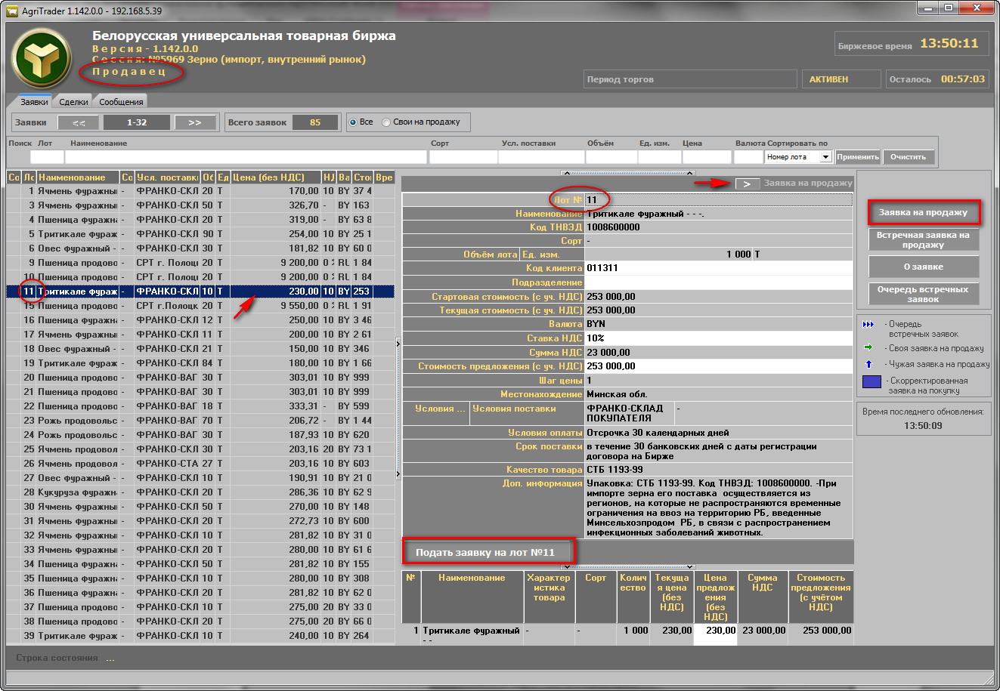 AgriTrader 1.142.0.0 - 192.168.5.39
Белорусская универсальная товарная биржа
Версия - 1.142.0.0
Сессия: №5969 Зерно (импорт, внутренний рынок)
Продавец
Биржевое время 13:50:11
Период торгов АКТИВЕН Осталось 00:57:03
Заявки Сделки Сообщения
Заявки << 1-32 >> Всего заявок 85 Все Свои на продажу
Поиск Лот Наименование Сорт Усл. поставки Объём Ед. изм. Цена Валюта Сортировать по
Номер лота Применить Очистить
Со Ло Наименование Со Усл. поставки Об Ед Цена (без НДС) НД Ва Стои Вре
1 Ячмень фуражны - ФРАНКО-СКЛ 20 Т 170,00 10 BY 37 4
3 Ячмень фуражны - ФРАНКО-СКЛ 50 Т 326,70 - BY 163
4 Пшеница фуражна - ФРАНКО-СКЛ 20 Т 319,00 - BY 63 8
5 Тритикале фураж - ФРАНКО-СКЛ 90 Т 254,00 10 BY 25 1
6 Овес фуражный - - ФРАНКО-СКЛ 30 Т 181,82 10 BY 60 0
9 Пшеница продово - СРТ г. Полоцк 20 Т 9 200,00 0 % RU 1 84
10 Пшеница продово - СРТ г. Полоцк 20 Т 9 200,00 0 % RU 1 84
11 Тритикале фураж - ФРАНКО-СКЛ 10 Т 230,00 10 BY 253
15 Пшеница продово - СРТ г.Полоцк 20 Т 9 550,00 0 % RU 1 91
16 Пшеница продово - ФРАНКО-СКЛ 12 Т 250,00 10 BY 3 46
17 Ячмень фуражны - ФРАНКО-СКЛ 11 Т 200,00 10 BY 2 61
18 Овес фуражный - - ФРАНКО-СКЛ 21 Т 150,00 10 BY 346
19 Тритикале фураж - ФРАНКО-СКЛ 84 Т 180,00 10 BY 1 66
20 Пшеница продово - ФРАНКО-ВАГ 30 Т 303,01 10 BY 999
21 Пшеница продово - ФРАНКО-ВАГ 30 Т 303,01 10 BY 999
22 Пшеница продово - ФРАНКО-ВАГ 18 Т 333,31 - BY 599
23 Рожь продовольс - ФРАНКО-ВАГ 70 Т 206,72 - BY 1 44
24 Рожь продовольс - ФРАНКО-ВАГ 30 Т 187,93 10 BY 620
25 Ячмень продовол - ФРАНКО-СКЛ 30 Т 203,16 20 BY 73 1
26 Ячмень продовол - ФРАНКО-СТА 27 Т 203,16 10 BY 603
27 Овес фуражный - - ФРАНКО-СКЛ 10 Т 190,91 10 BY 21 0
28 Кукуруза фуражн - ФРАНКО-СКЛ 20 Т 286,36 10 BY 62 9
30 Ячмень фуражны - ФРАНКО-СКЛ 50 Т 270,00 10 BY 148
31 Ячмень фуражны - ФРАНКО-СКЛ 20 Т 272,73 10 BY 600
32 Ячмень фуражны - ФРАНКО-СКЛ 10 Т 281,82 10 BY 31 0
33 Ячмень фуражны - ФРАНКО-СКЛ 20 Т 280,00 10 BY 61 6
34 Пшеница фуражна - ФРАНКО-СКЛ 50 Т 281,82 10 BY 155
35 Пшеница фуражна - ФРАНКО-СКЛ 10 Т 280,00 10 BY 308
36 Пшеница фуражна - ФРАНКО-СКЛ 20 Т 281,82 10 BY 62 0
37 Пшеница продово - ФРАНКО-СКЛ 10 Т 275,00 20 BY 33 0
38 Пшеница продово - ФРАНКО-СКЛ 20 Т 275,00 20 BY 66 0
39 Тритикале фураж - ФРАНКО-СКЛ 10 Т 240,00 10 BY 264
> Заявка на продажу
Лот № 11
Наименование Тритикале фуражный - - -.
Код ТНВЭД 1008600000
Сорт -
Объём лота Ед. изм. 1 000 Т
Код клиента 011311
Подразделение
Стартовая стоимость (с уч. НДС) 253 000,00
Текущая стоимость (с уч. НДС) 253 000,00
Валюта BYN
Ставка НДС 10%
Сумма НДС 23 000,00
Стоимость предложения (с уч. НДС) 253 000,00
Шаг цены 1
Местонахождение Минская обл.
Условия ... Условия поставки ФРАНКО-СКЛАД -
ПОКУПАТЕЛЯ
Условия оплаты Отсрочка 30 календарных дней
Срок поставки в течение 30 банковских дней с даты регистрации
договора на Бирже
Качество товара СТБ 1193-99
Доп. информация Упаковка: СТБ 1193-99. Код ТНВЭД: 1008600000. -При
импорте зерна его поставка осуществляется из
регионов, на которые не распространяются временные
ограничения на ввоз на территорию РБ, введенные
Минсельхозпродом РБ, в связи с распространением
инфекционных заболеваний животных.
Подать заявку на лот №11
№ Наименование Характер Сорт Колич Текуща Цена Сумма Стоимость
истика ество я цена предлож НДС предложения
товара (без ения (с учётом
НДС) (без НДС)
НДС)
1 Тритикале фуражный - - 1 000 230,00 230,00 23 000,00 253 000,00
- -
Заявка на продажу
Встречная заявка на
продажу
О заявке
Очередь встречных
заявок
- Очередь
встречных заявок
- Своя заявка на продажу
- Чужая заявка на продажу
- Скорректированная
заявка на покупку
Время последнего обновления:
13:50:09
Строка состояния ...